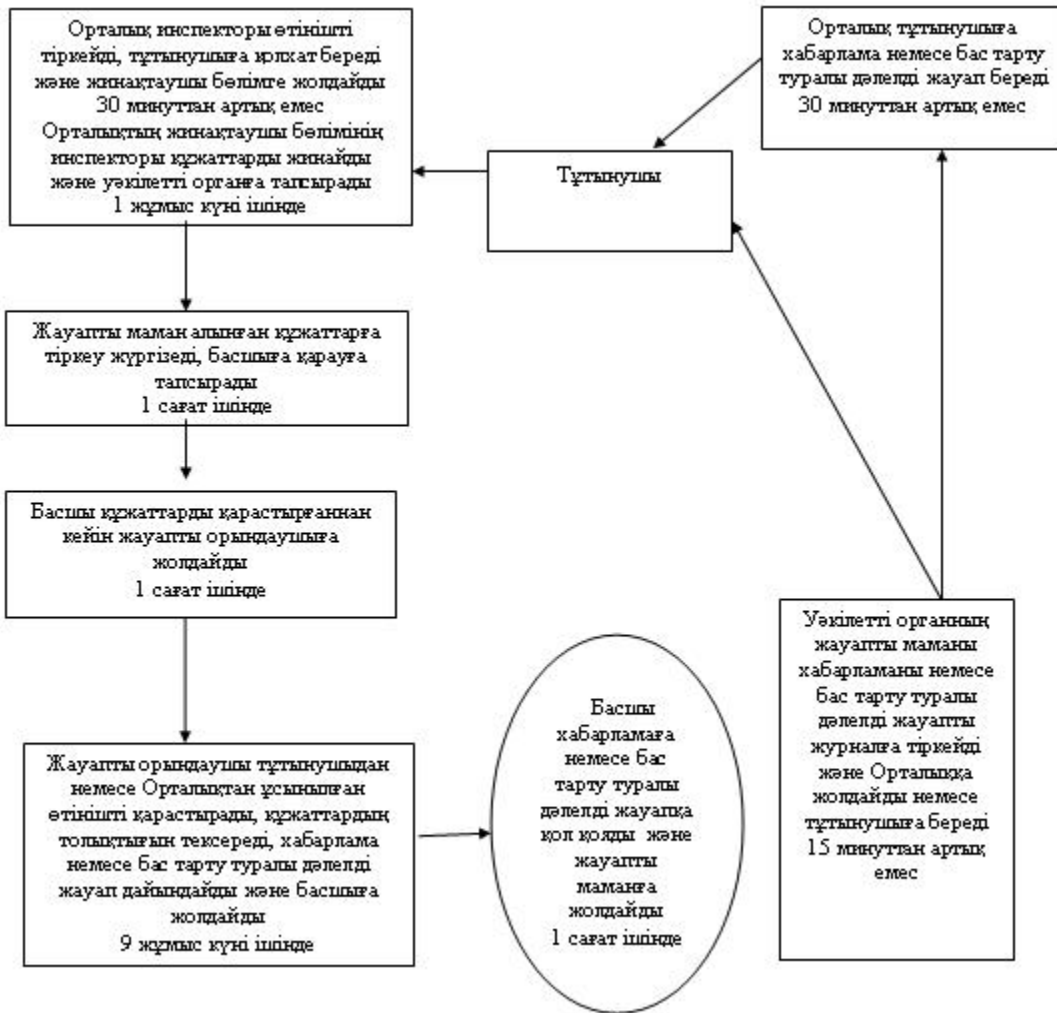 Орталық инспекторы өтінішті
тіркейді, тұтынушыға қолхат береді
және жинақтаушы бөлімге жолдайды
30 минуттан артық емес
Орталықтың жинақтаушы бөлімінің
инспекторы құжаттарды жинайды
және уәкілетті органға тапсырады
1 жұмыс күні ішінде
Орталық тұтынушыға
хабарлама немесе бас тарту
туралы дәлелді жауап береді
30 минуттан артық емес
Тұтынушы
Жауапты маман алынған құжаттарға
тіркеу жүргізеді, басшыға қарауға
тапсырады
1 сағат ішінде
Басшы құжаттарды қарастырғаннан
кейін жауапты орындаушыға
жолдайды
1 сағат ішінде
Жауапты орындаушы тұтынушыдан
немесе Орталықтан ұсынылған
өтінішті қарастырады, құжаттардың
толықтығын тексереді, хабарлама
немесе бас тарту туралы дәлелді
жауап дайындайды және басшыға
жолдайды
9 жұмыс күні ішінде
Басшы
хабарламаға
немесе бас
тарту туралы
дәлелді жауапқа
қол қояды және
жауапты
маманға
жолдайды
1 сағат ішінде
Уәкілетті органның
жауапты маманы
хабарламаны немесе
бас тарту туралы
дәлелді жауапты
журналға тіркейді
және Орталыққа
жолдайды немесе
тұтынушыға береді
15 минуттан артық
емес